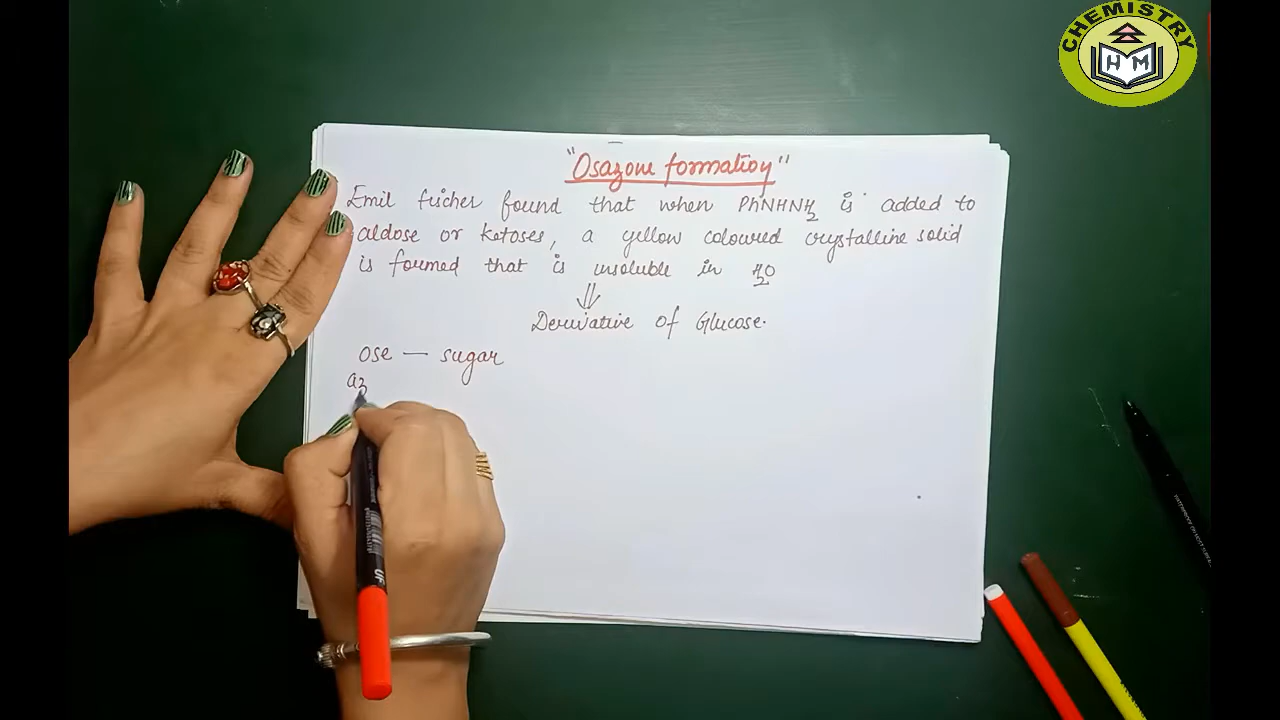 CHEMISTRY
H M
"Osazone formation"
Emil fischer found that when PhNHNH2 is added to
aldose or ketoses, a yellow coloured crystalline solid
is formed that is insoluble in H2O
⇓
Derivative of Glucose.
ose — sugar
az